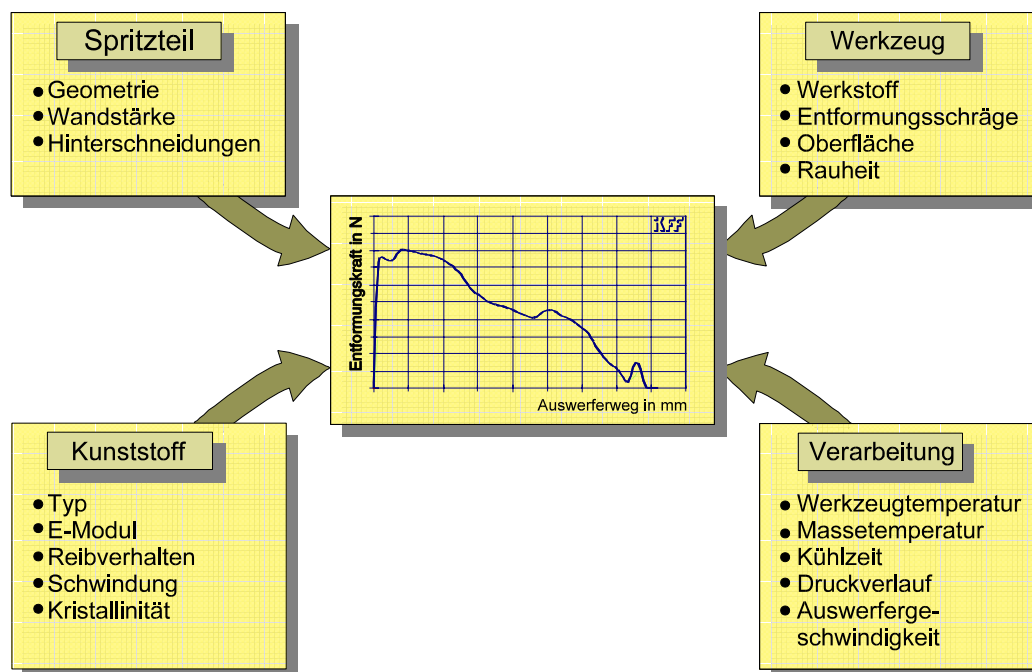 Spritzteil
● Geometrie
● Wandstärke
● Hinterschneidungen
Werkzeug
● Werkstoff
● Entformungsschräge
● Oberfläche
● Rauheit
Entformungskraft in N
IKFF
Auswerferweg in mm
Kunststoff
● Typ
● E-Modul
● Reibverhalten
● Schwindung
● Kristallinität
Verarbeitung
● Werkzeugtemperatur
● Massetemperatur
● Kühlzeit
● Druckverlauf
● Auswerferge-
schwindigkeit